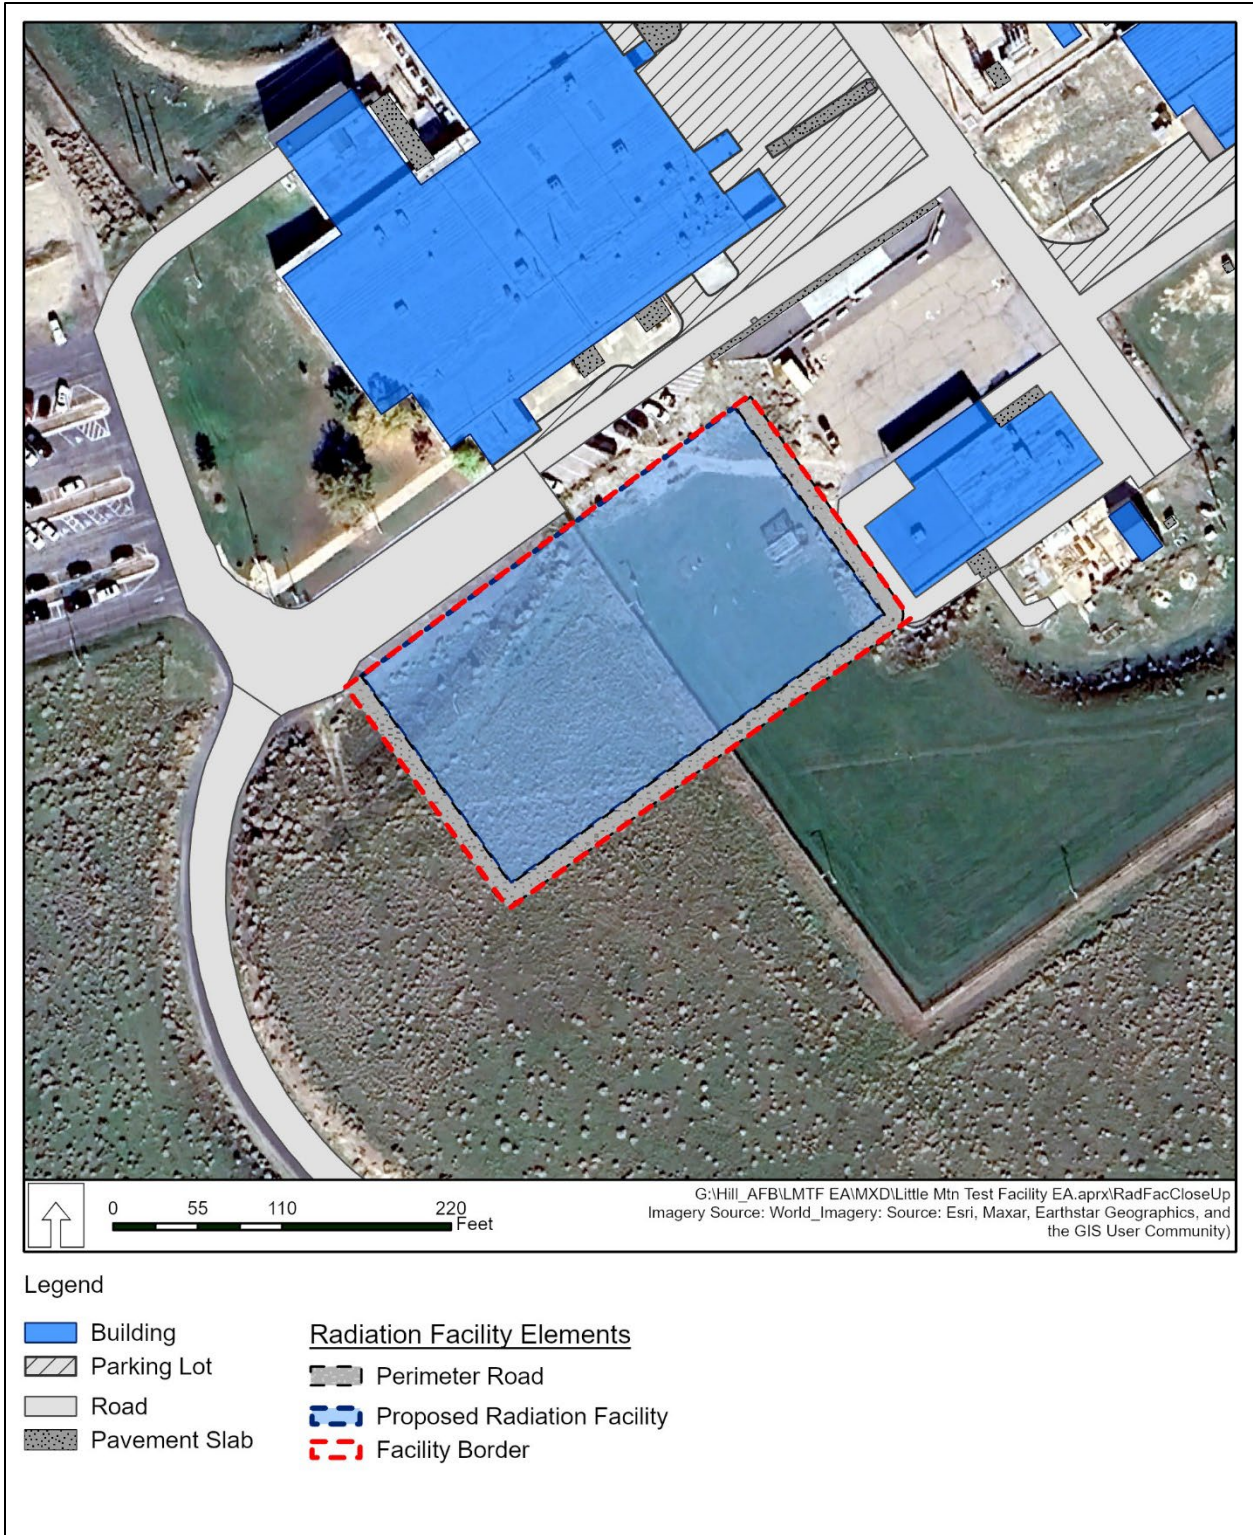 0 55 110 220
Feet
G:\Hill_AFB\LMTF EA\MXD\Little Mtn Test Facility EA.aprx\RadFacCloseUp
Imagery Source: World_Imagery: Source: Esri, Maxar, Earthstar Geographics, and
the GIS User Community)
Legend
Building
Parking Lot
Road
Pavement Slab
Radiation Facility Elements
Perimeter Road
Proposed Radiation Facility
Facility Border